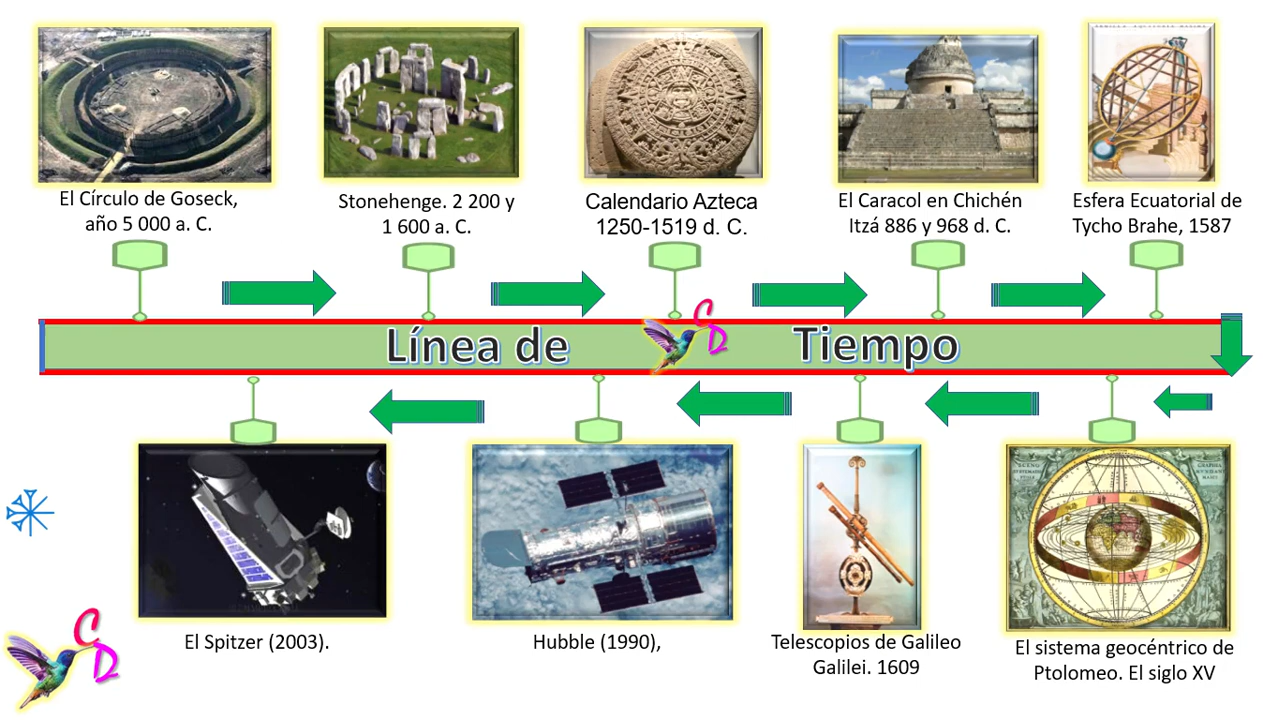 El Círculo de Goseck,
año 5 000 a. C.
Stonehenge. 2 200 y
1 600 a. C.
Calendario Azteca
1250-1519 d. C.
El Caracol en Chichén
Itzá 886 y 968 d. C.
Esfera Ecuatorial de
Tycho Brahe, 1587
Línea de
CD
Tiempo
El Spitzer (2003).
Hubble (1990),
Telescopios de Galileo
Galilei. 1609
El sistema geocéntrico de
Ptolomeo. El siglo XV
CD